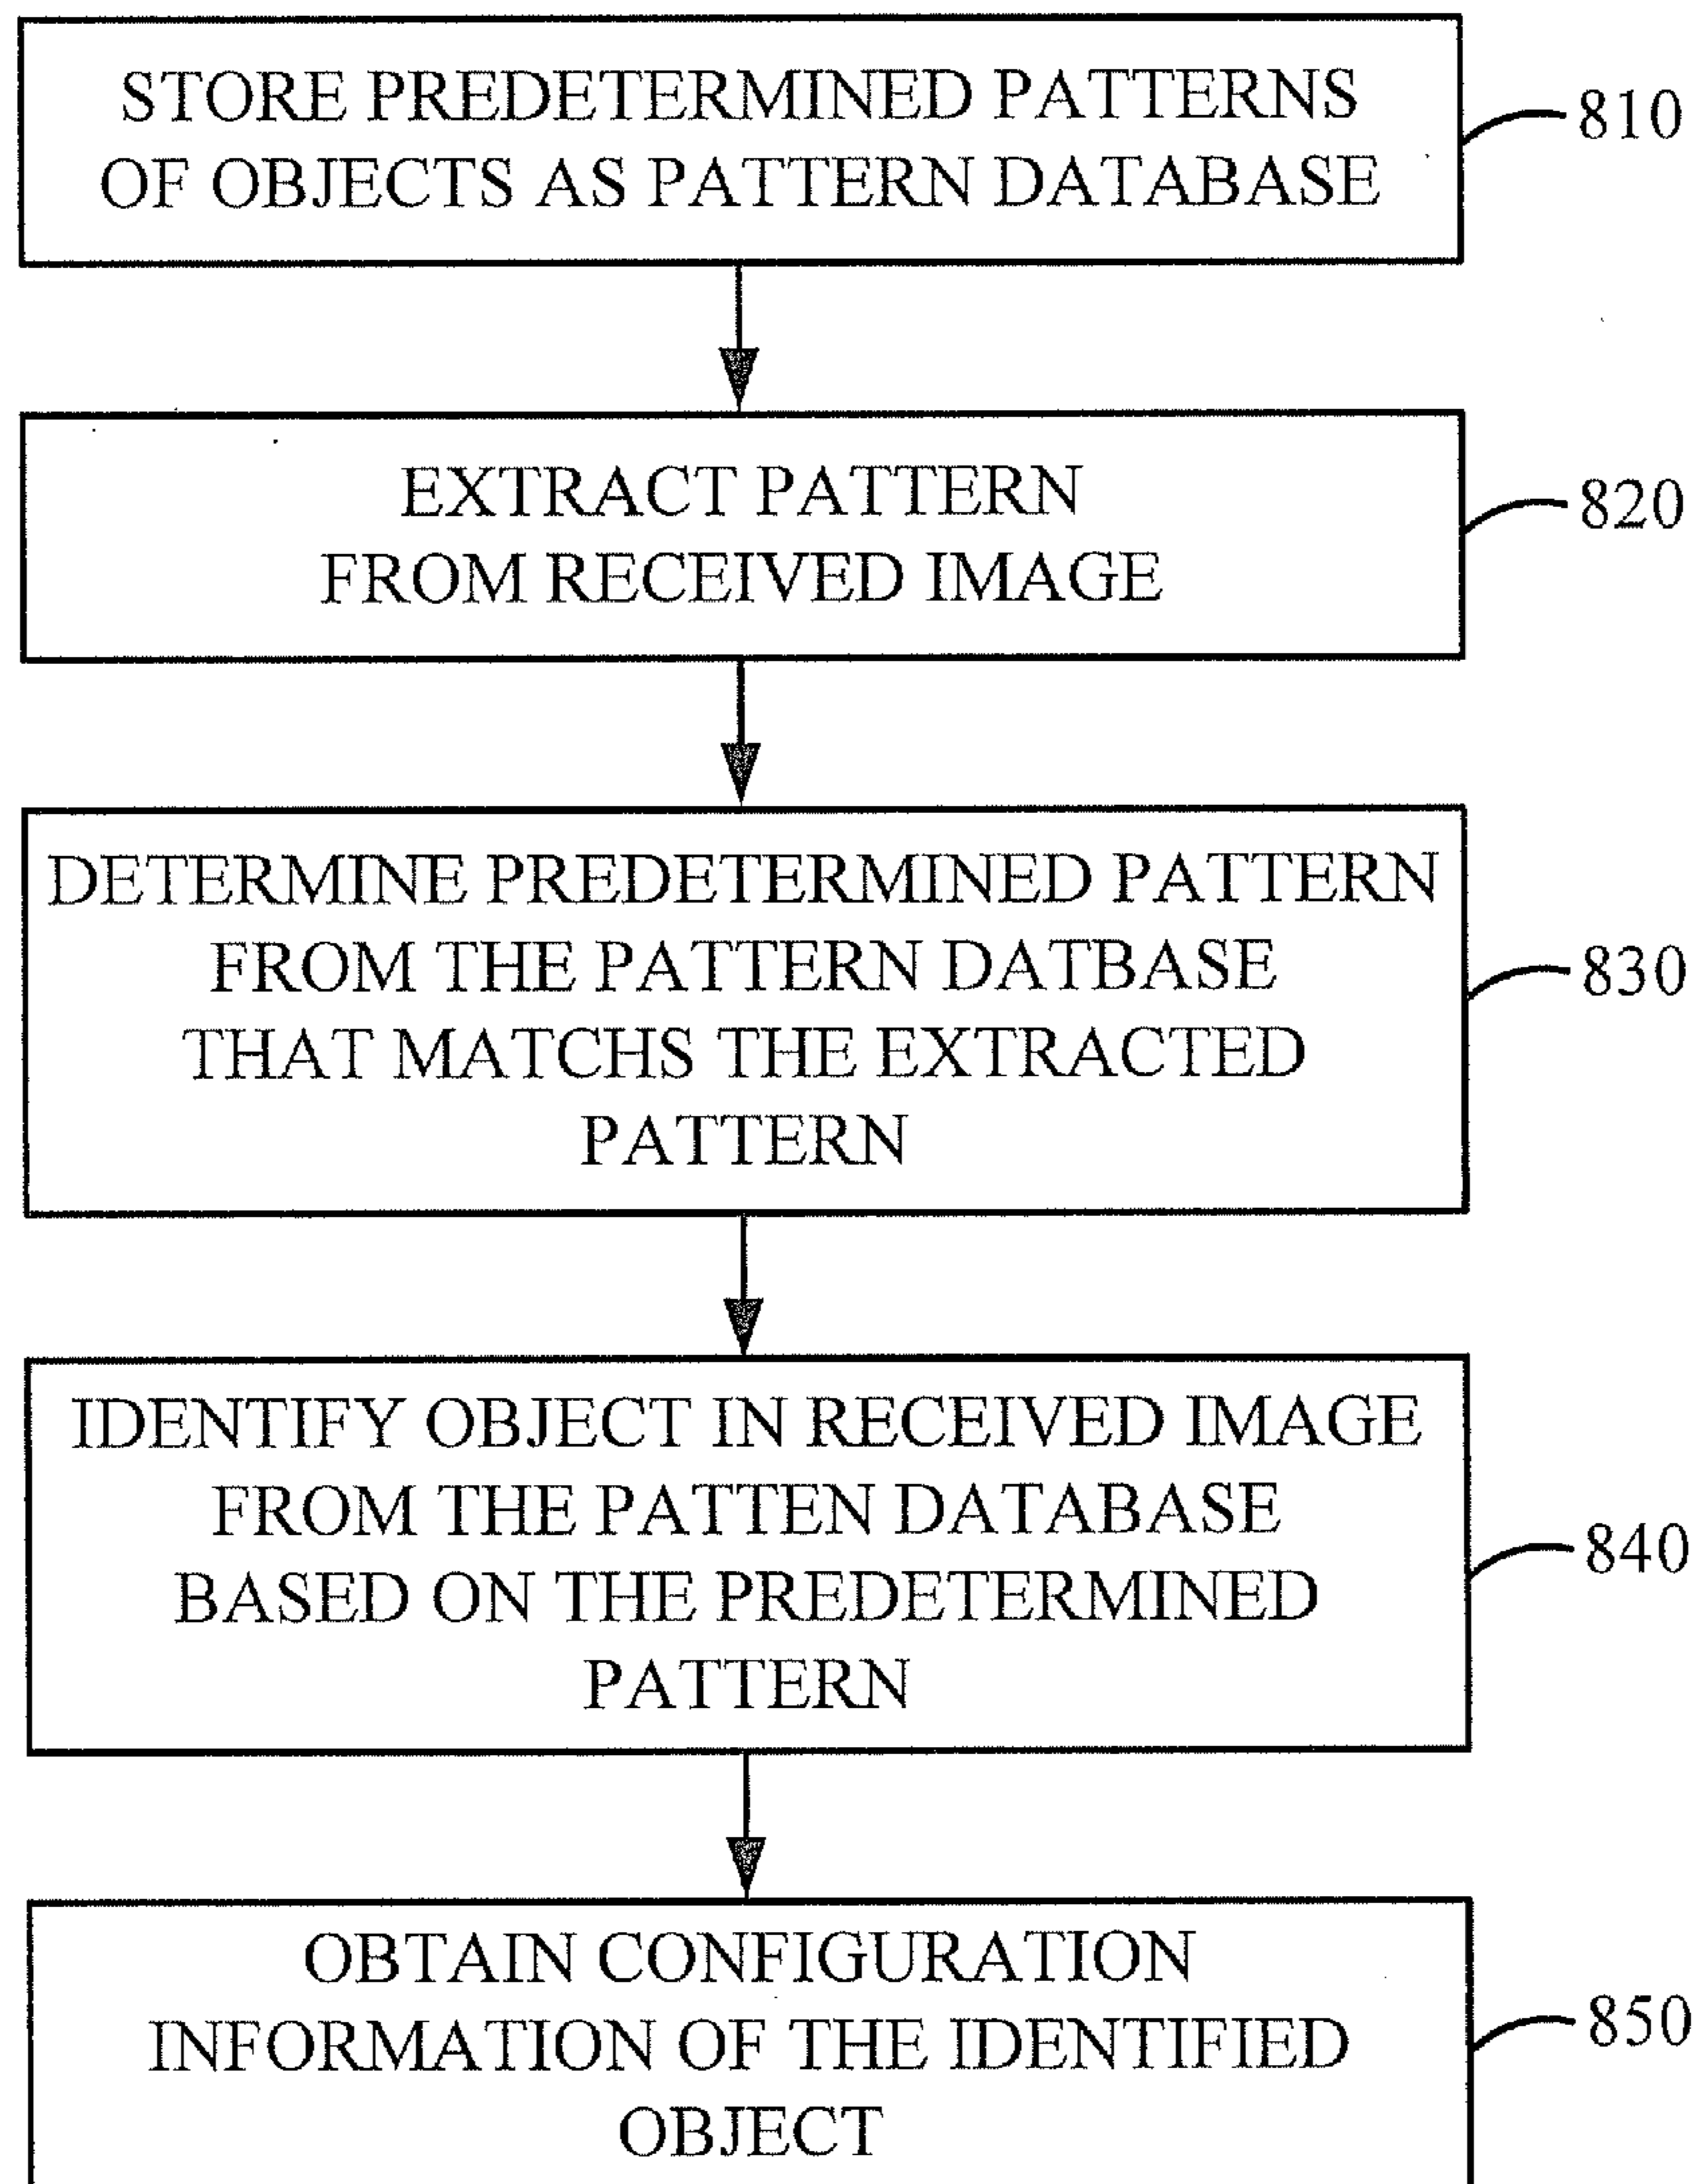 STORE PREDETERMINED PATTERNS
OF OBJECTS AS PATTERN DATABASE
810
EXTRACT PATTERN
FROM RECEIVED IMAGE
820
DETERMINE PREDETERMINED PATTERN
FROM THE PATTERN DATBASE
THAT MATCHS THE EXTRACTED
PATTERN
830
IDENTIFY OBJECT IN RECEIVED IMAGE
FROM THE PATTEN DATABASE
BASED ON THE PREDETERMINED
PATTERN
840
OBTAIN CONFIGURATION
INFORMATION OF THE IDENTIFIED
OBJECT
850